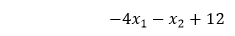 −4x₁ − x₂ + 12